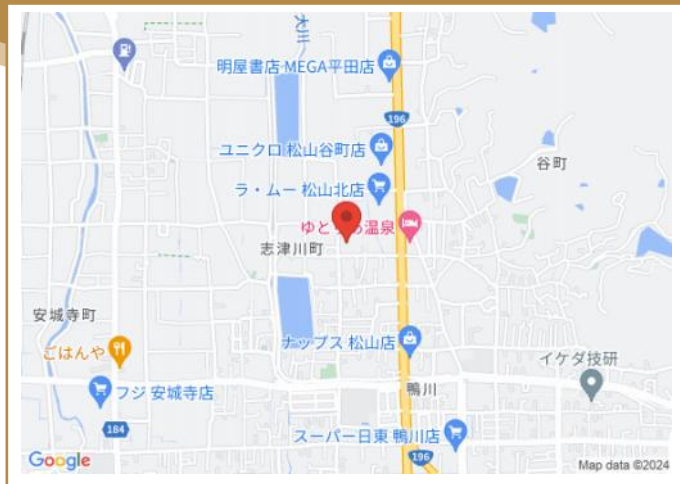 大川
明屋書店 MEGA平田店
196
ユニクロ 松山谷町店
谷町
ラ・ムー 松山北店
温泉
志津川町
安城寺町
ナップス 松山店
ごはんや
イケダ技研
フジ 安城寺店
鴨川
184
スーパー日東 鴨川店
196
Google
Map data ©2024